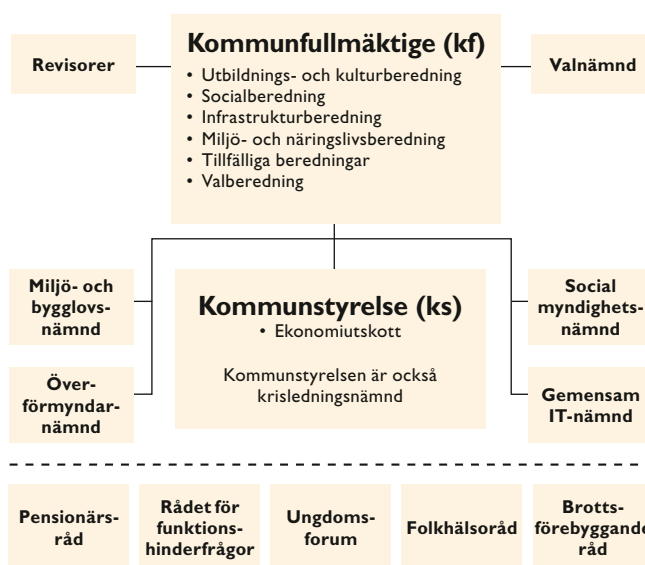 Revisorer
Kommunfullmäktige (kf)
• Utbildnings- och kulturberedning
• Socialberedning
• Infrastrukturberedning
• Miljö- och näringslivsberedning
• Tillfälliga beredningar
• Valberedning
Valnämnd
Miljö- och
bygglovs-
nämnd
Över-
förmyndar-
nämnd
Kommunstyrelse (ks)
• Ekonomiutskott
Kommunstyrelsen är också
krisledningsnämnd
Social
myndighets-
nämnd
Gemensam
IT-nämnd
Pensionärs-
råd
Rådet för
funktions-
hinderfrågor
Ungdoms-
forum
Folkhälsoråd
Brotts-
förebyggande
råd